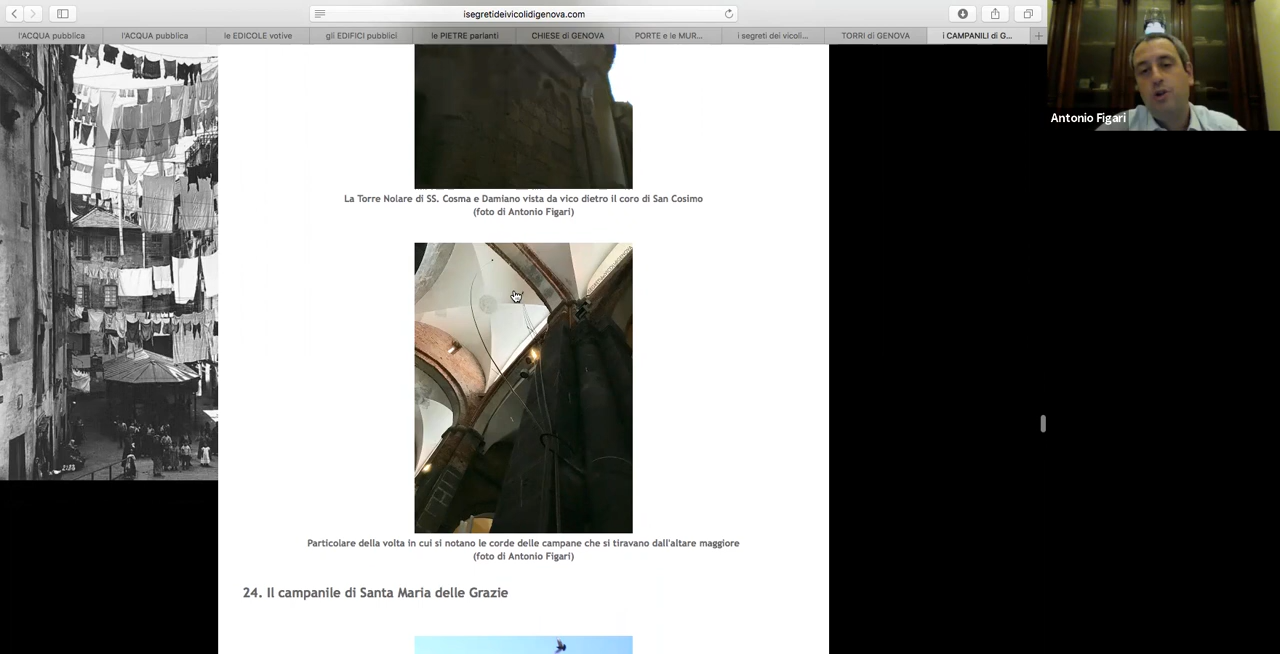 isegretideivicolidigenova.com
l'ACQUA pubblica
l'ACQUA pubblica
le EDICOLE votive
gli EDIFICI pubblici
le PIETRE parlanti
CHIESE di GENOVA
PORTE e le MUR...
i segreti dei vicoli...
TORRI di GENOVA
i CAMPANILI di G...
Antonio Figari
La Torre Nolare di SS. Cosma e Damiano vista da vico dietro il coro di San Cosimo
(foto di Antonio Figari)
Particolare della volta in cui si notano le corde delle campane che si tiravano dall'altare maggiore
(foto di Antonio Figari)
24. Il campanile di Santa Maria delle Grazie